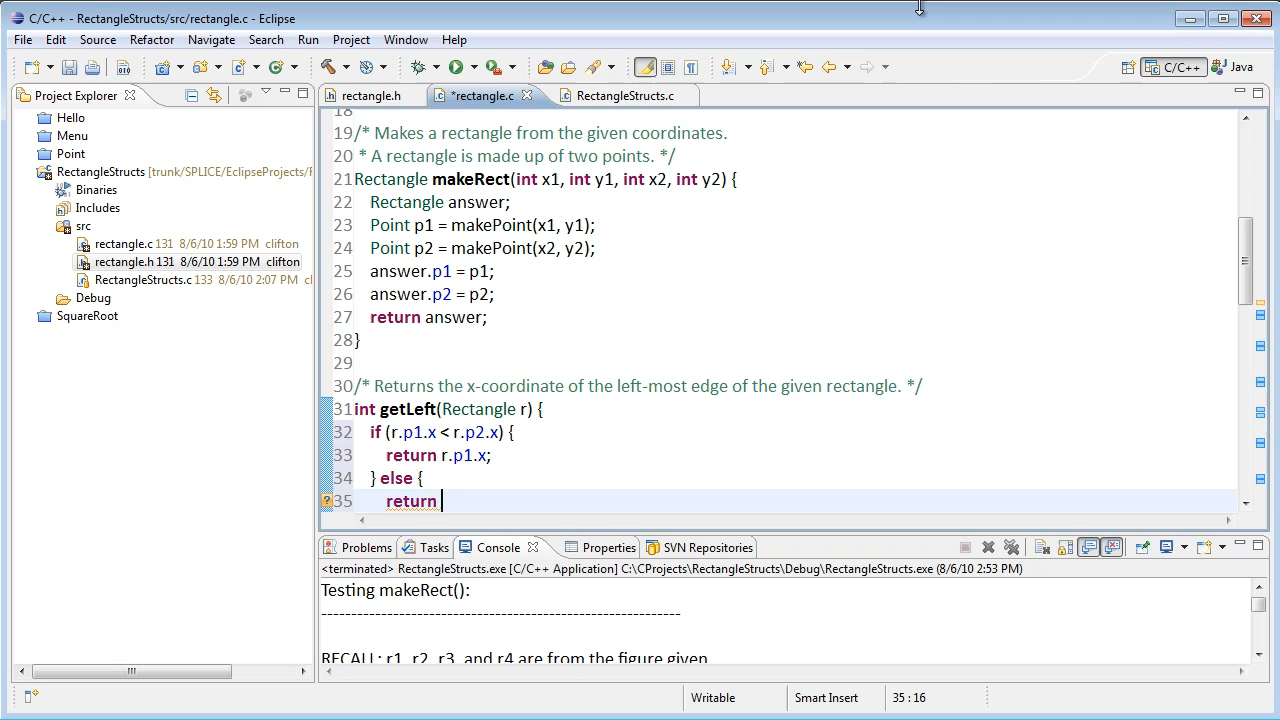 C/C++ - RectangleStructs/src/rectangle.c - Eclipse
File Edit Source Refactor Navigate Search Run Project Window Help
C/C++ Java
Project Explorer
rectangle.h *rectangle.c RectangleStructs.c
Hello
Menu
Point
RectangleStructs [trunk/SPLICE/EclipseProjects/
Binaries
Includes
src
rectangle.c 131 8/6/10 1:59 PM clifton
rectangle.h 131 8/6/10 1:59 PM clifton
RectangleStructs.c 133 8/6/10 2:07 PM cl
Debug
SquareRoot
18
19 /* Makes a rectangle from the given coordinates.
20 * A rectangle is made up of two points. */
21 Rectangle makeRect(int x1, int y1, int x2, int y2) {
22 Rectangle answer;
23 Point p1 = makePoint(x1, y1);
24 Point p2 = makePoint(x2, y2);
25 answer.p1 = p1;
26 answer.p2 = p2;
27 return answer;
28 }
29
30 /* Returns the x-coordinate of the left-most edge of the given rectangle. */
31 int getLeft(Rectangle r) {
32 if (r.p1.x < r.p2.x) {
33 return r.p1.x;
34 } else {
35 return
Problems Tasks Console Properties SVN Repositories
<terminated> RectangleStructs.exe [C/C++ Application] C:\CProjects\RectangleStructs\Debug\RectangleStructs.exe (8/6/10 2:53 PM)
Testing makeRect():
------------------------------------------------------------
RECALL: r1, r2, r3, and r4 are from the figure given
Writable Smart Insert 35 : 16